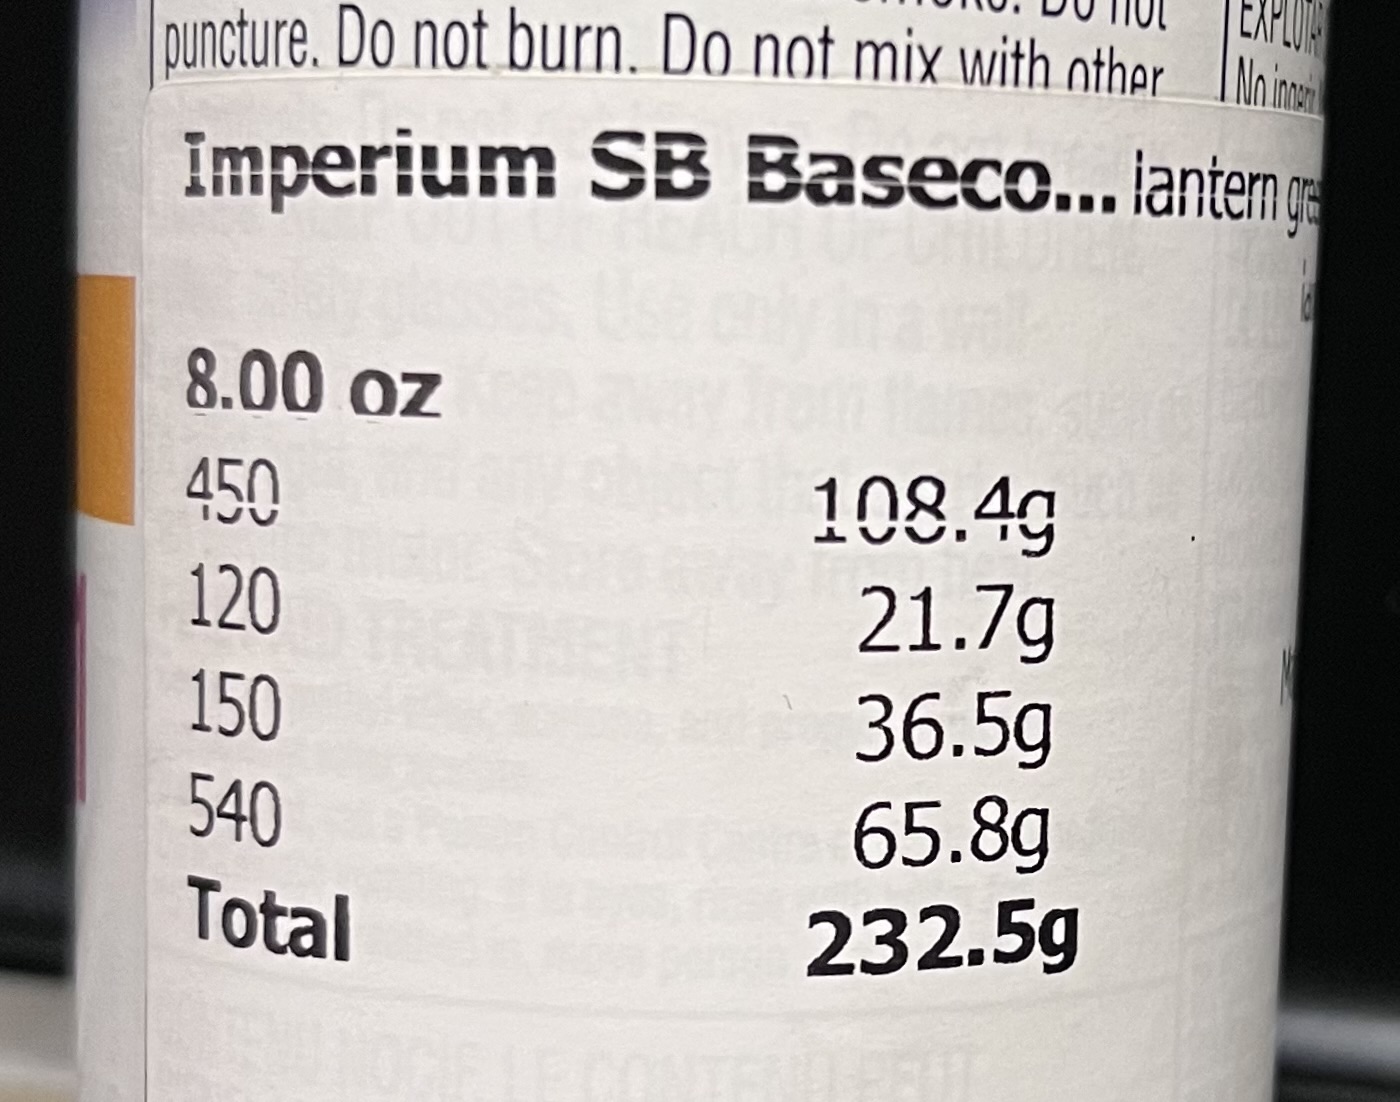 puncture. Do not burn. Do not mix with other
No
Imperium SB Baseco... lantern
8.00 oz
450 108.4g
120 21.7g
150 36.5g
540 65.8g
Total 232.5g